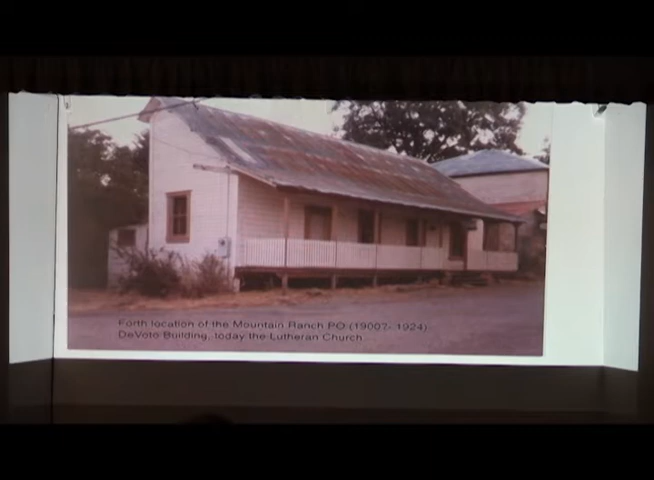 Forth location of the Mountain Ranch PO (1900?- 1924)
DeVoto Building, today the Lutheran Church.